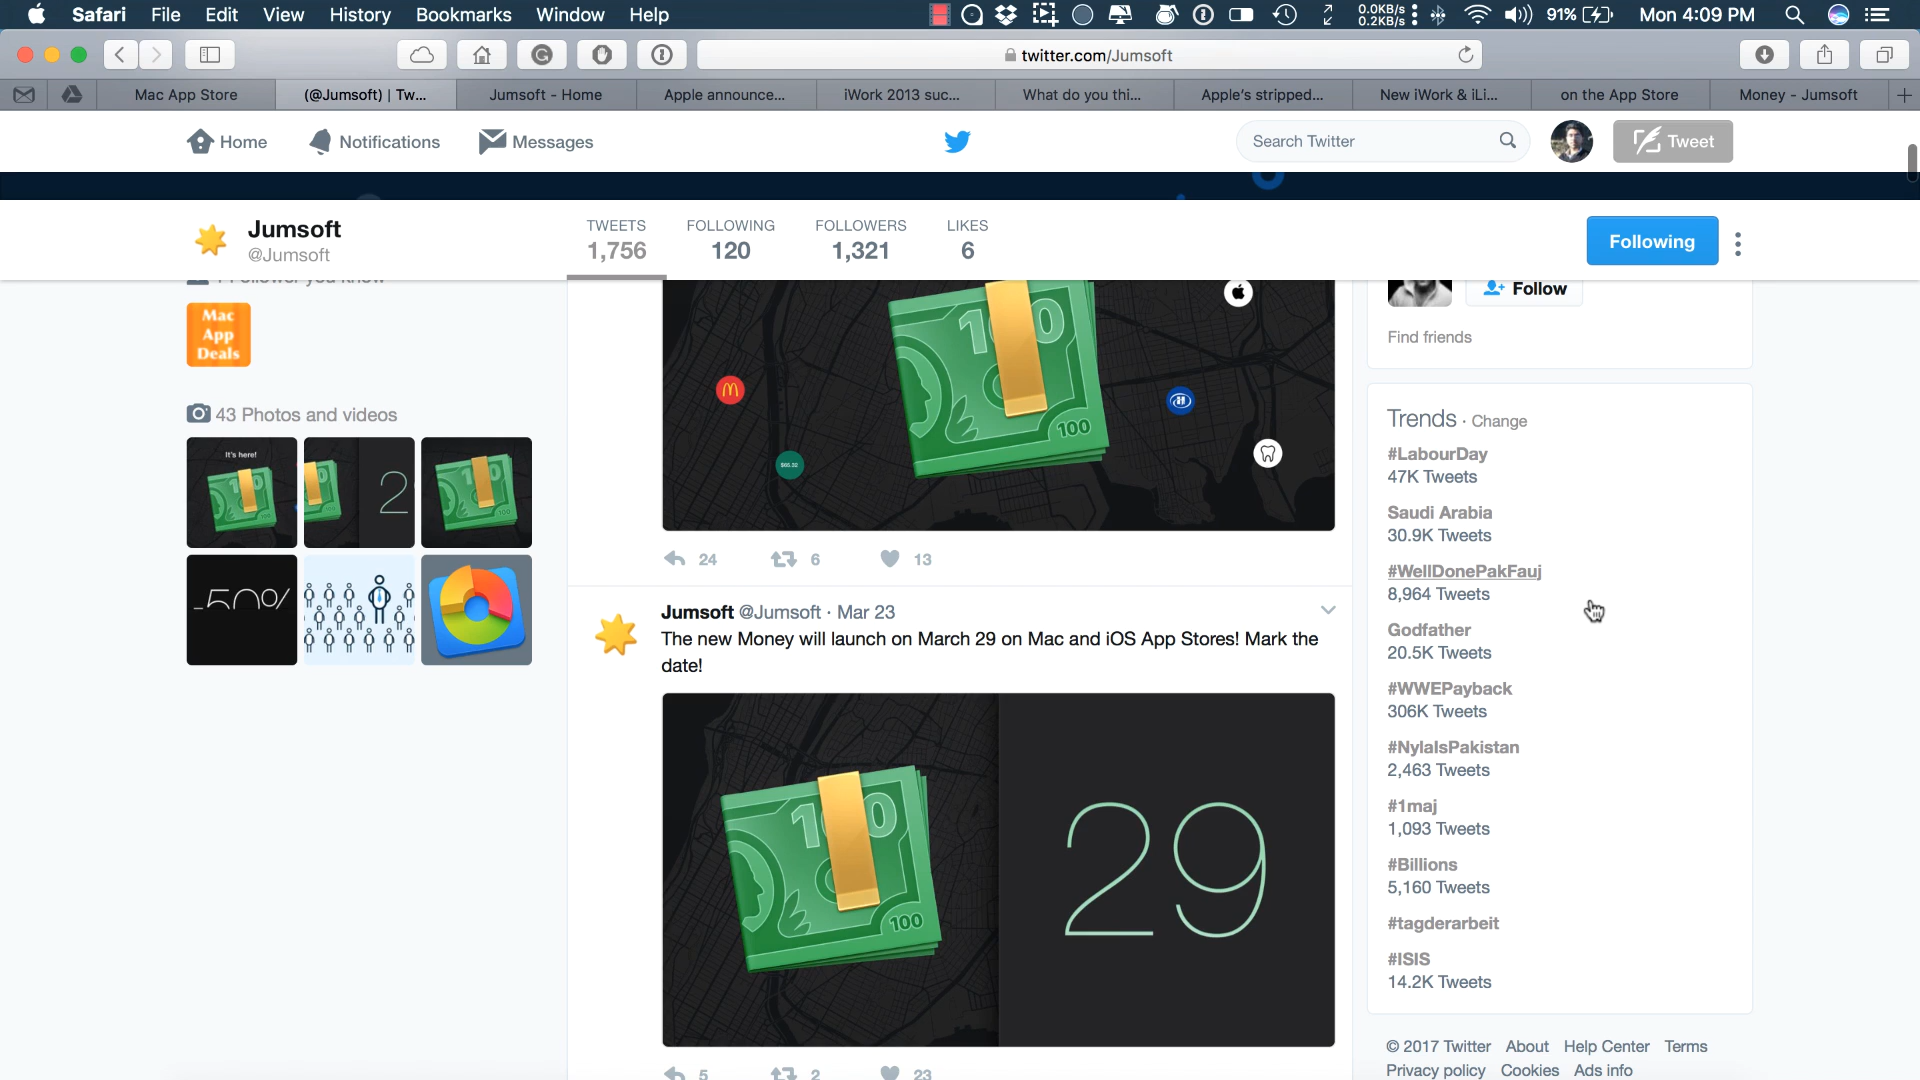 Safari File Edit View History Bookmarks Window Help
0.0KB/s
0.2KB/s
91% Mon 4:09 PM
twitter.com/Jumsoft
Mac App Store
(@Jumsoft) | Tw...
Jumsoft - Home
Apple announce...
iWork 2013 suc...
What do you thi...
Apple's stripped...
New iWork & iLi...
on the App Store
Money - Jumsoft
Home Notifications Messages
Search Twitter
Tweet
Jumsoft
@Jumsoft
TWEETS
1,756
FOLLOWING
120
FOLLOWERS
1,321
LIKES
6
Following
Mac
App
Deals
43 Photos and videos
It's here!
2
-50%
100
100
24 6 13
Jumsoft @Jumsoft · Mar 23
The new Money will launch on March 29 on Mac and iOS App Stores! Mark the
date!
100
100
29
5 2 23
Follow
Find friends
Trends · Change
#LabourDay
47K Tweets
Saudi Arabia
30.9K Tweets
#WellDonePakFauj
8,964 Tweets
Godfather
20.5K Tweets
#WWEPayback
306K Tweets
#NylaIsPakistan
2,463 Tweets
#1maj
1,093 Tweets
#Billions
5,160 Tweets
#tagderarbeit
#ISIS
14.2K Tweets
© 2017 Twitter About Help Center Terms
Privacy policy Cookies Ads info